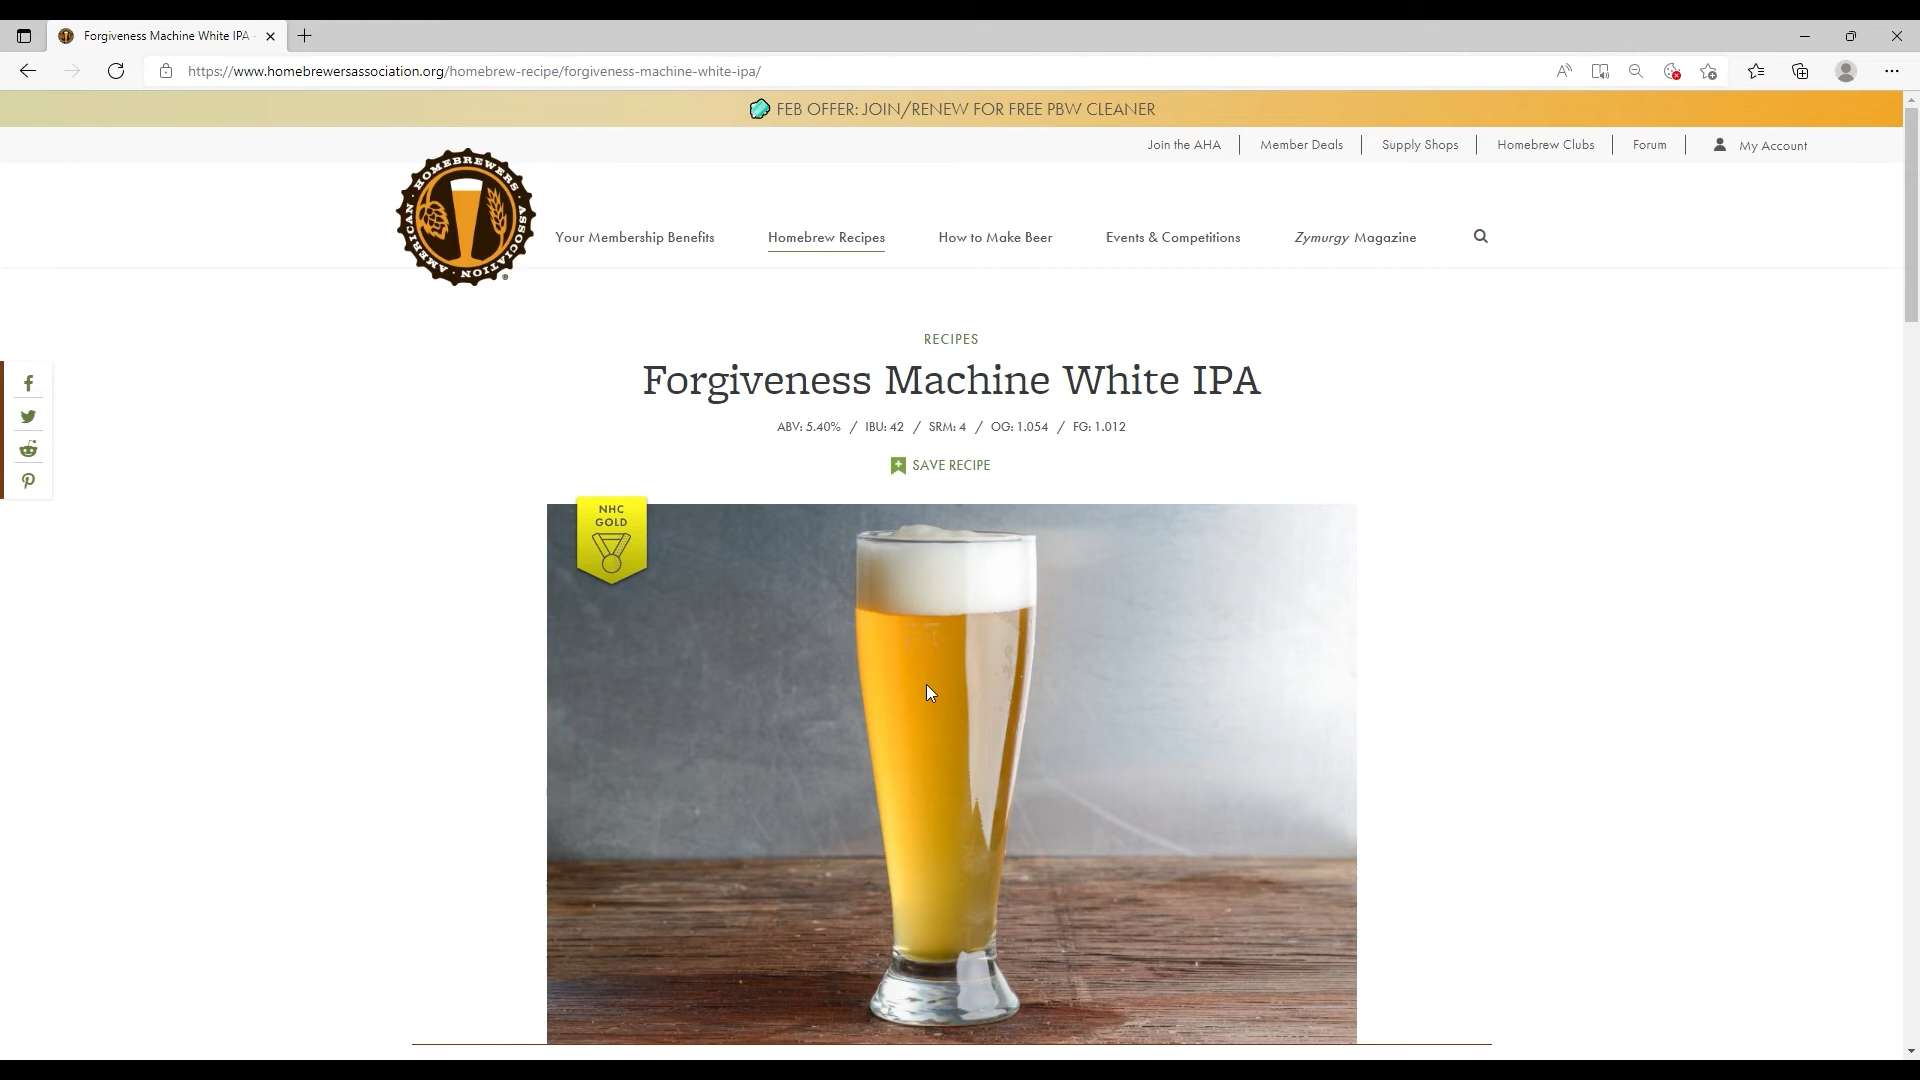 Forgiveness Machine White IPA -
https://www.homebrewersassociation.org/homebrew-recipe/forgiveness-machine-white-ipa/
FEB OFFER: JOIN/RENEW FOR FREE PBW CLEANER
Join the AHA
Member Deals
Supply Shops
Homebrew Clubs
Forum
My Account
AMERICAN · HOMEBREWERS · ASSOCIATION ·
Your Membership Benefits
Homebrew Recipes
How to Make Beer
Events & Competitions
Zymurgy Magazine
RECIPES
Forgiveness Machine White IPA
ABV: 5.40% / IBU: 42 / SRM: 4 / OG: 1.054 / FG: 1.012
SAVE RECIPE
NHC
GOLD